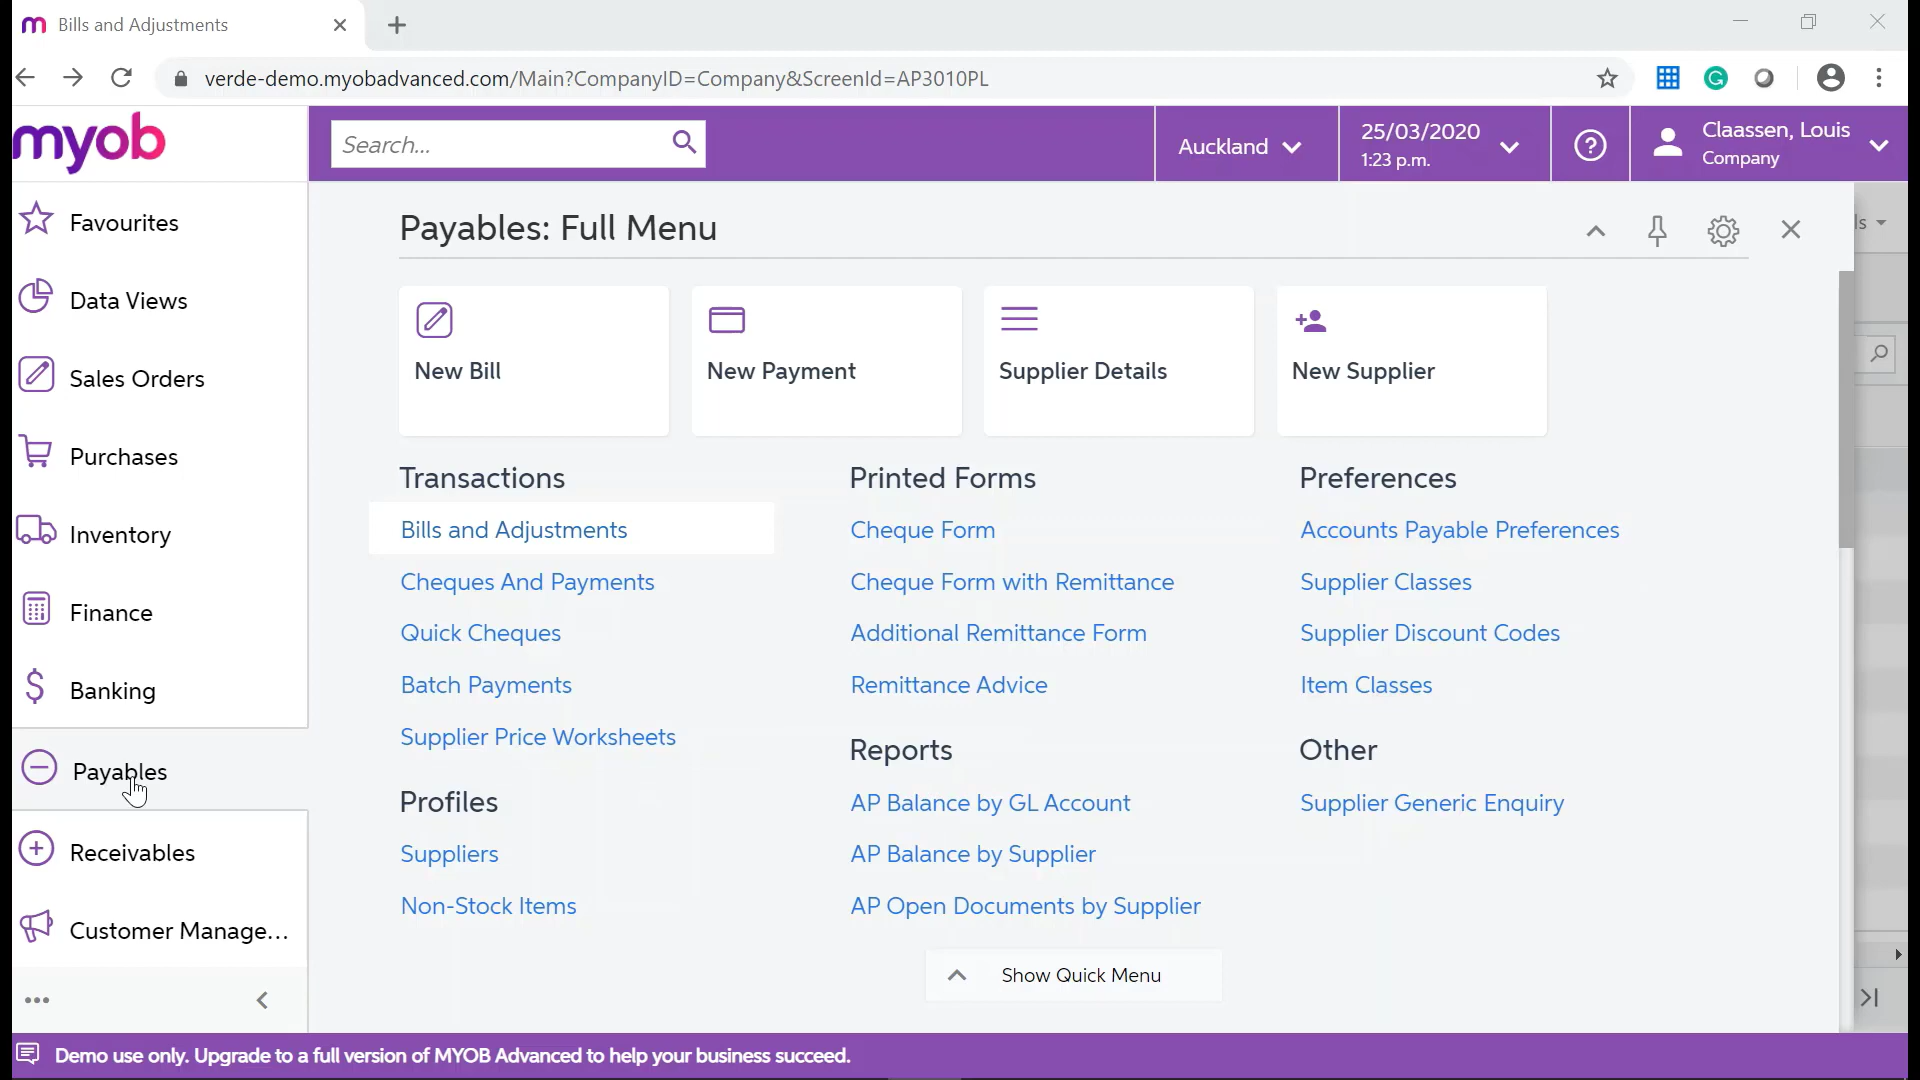 Bills and Adjustments
verde-demo.myobadvanced.com/Main?CompanyID=Company&ScreenId=AP3010PL
myob
Search...
Auckland
25/03/2020
1:23 p.m.
Claassen, Louis
Company
Favourites
Data Views
Sales Orders
Purchases
Inventory
Finance
Banking
Payables
Receivables
Customer Manage...
Payables: Full Menu
ls
New Bill
New Payment
Supplier Details
New Supplier
Transactions
Bills and Adjustments
Cheques And Payments
Quick Cheques
Batch Payments
Supplier Price Worksheets
Profiles
Suppliers
Non-Stock Items
Printed Forms
Cheque Form
Cheque Form with Remittance
Additional Remittance Form
Remittance Advice
Reports
AP Balance by GL Account
AP Balance by Supplier
AP Open Documents by Supplier
Preferences
Accounts Payable Preferences
Supplier Classes
Supplier Discount Codes
Item Classes
Other
Supplier Generic Enquiry
Show Quick Menu
Demo use only. Upgrade to a full version of MYOB Advanced to help your business succeed.